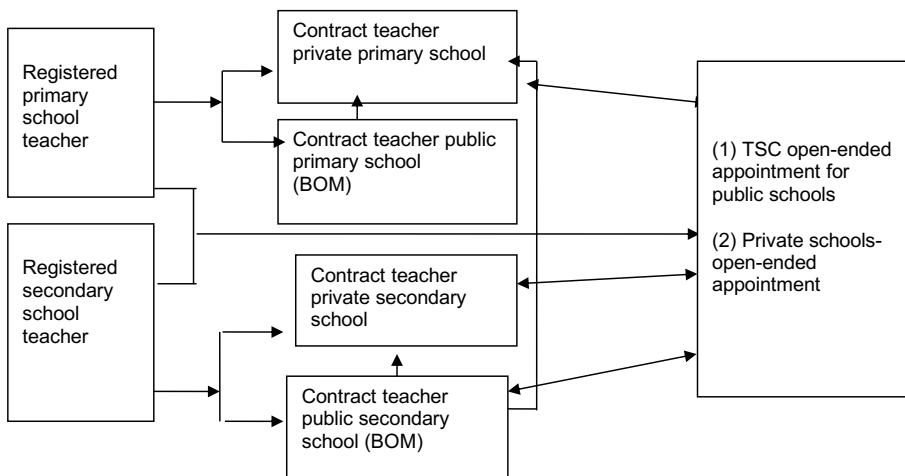 Registered
primary
school
teacher
Contract teacher
private primary school
Contract teacher public
primary school
(BOM)
Registered
secondary
school
teacher
Contract teacher
private secondary
school
Contract teacher
public secondary
school (BOM)
(1) TSC open-ended
appointment for
public schools
(2) Private schools-
open-ended
appointment